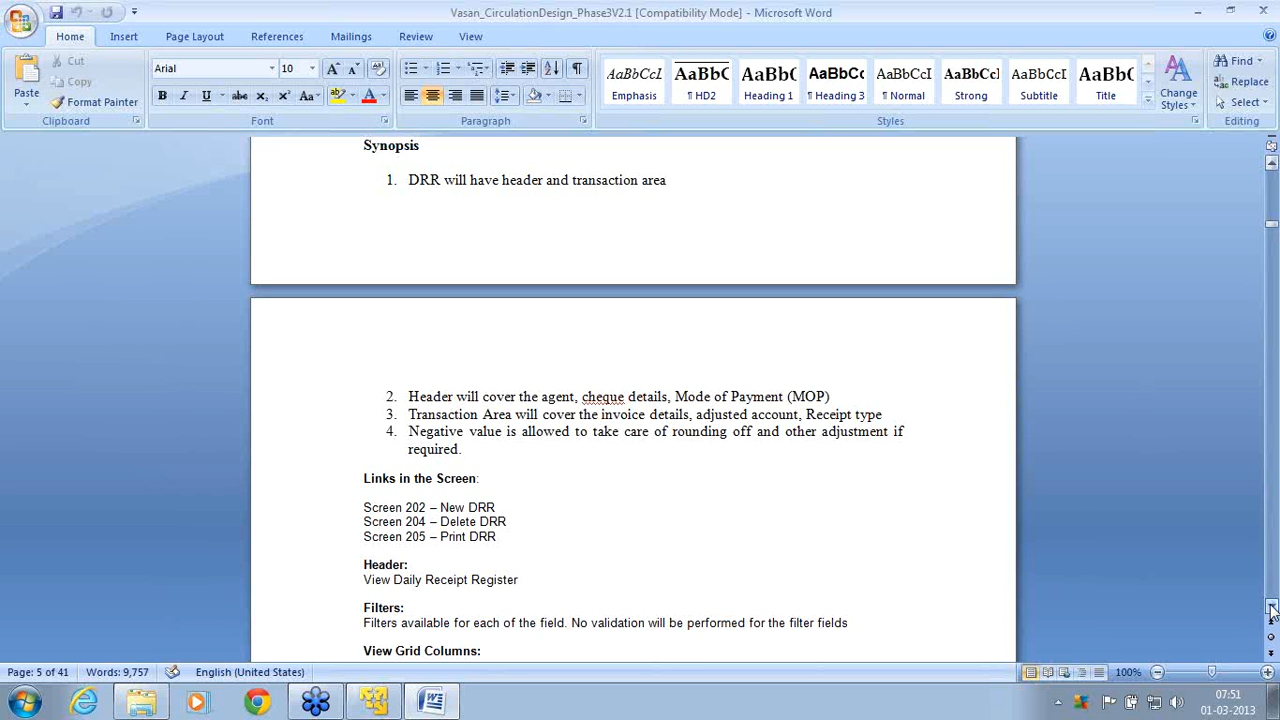 Vasan_CirculationDesign_Phase3V2.1 [Compatibility Mode] - Microsoft Word
Home Insert Page Layout References Mailings Review View
Paste
Cut
Copy
Format Painter
Clipboard
Arial 10
Font
Paragraph
AaBbCcI AaBbC AaBbCc AaBbCc AaBbCcI AaBbCcI AaBbCcI AaBbC
Emphasis ¶ HD2 Heading 1 ¶ Heading 3 ¶ Normal Strong Subtitle Title
Change Styles
Styles
Find
Replace
Select
Editing
Synopsis
1. DRR will have header and transaction area
2. Header will cover the agent, cheque details, Mode of Payment (MOP)
3. Transaction Area will cover the invoice details, adjusted account, Receipt type
4. Negative value is allowed to take care of rounding off and other adjustment if
required.
Links in the Screen:
Screen 202 – New DRR
Screen 204 – Delete DRR
Screen 205 – Print DRR
Header:
View Daily Receipt Register
Filters:
Filters available for each of the field. No validation will be performed for the filter fields
View Grid Columns:
Page: 5 of 41 Words: 9,757 English (United States) 100%
07:51
01-03-2013